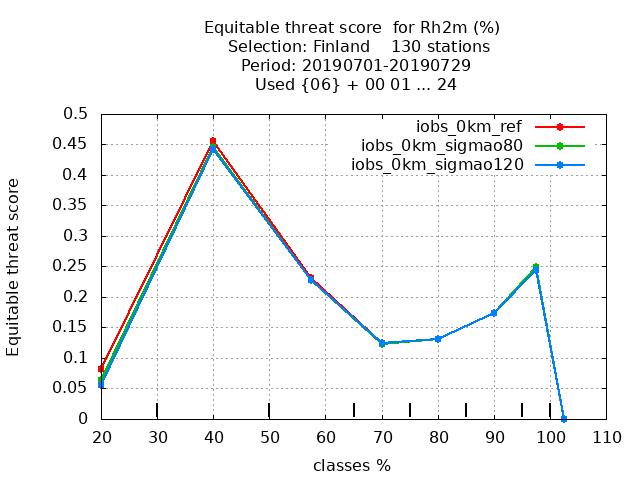 Equitable threat score  for Rh2m (%)
Selection: Finland    130 stations
Period: 20190701-20190729
Used {06} + 00 01 ... 24
iobs_0km_ref
iobs_0km_sigmao80
iobs_0km_sigmao120
Equitable threat score
0.5
0.45
0.4
0.35
0.3
0.25
0.2
0.15
0.1
0.05
0
20 30 40 50 60 70 80 90 100 110
classes %